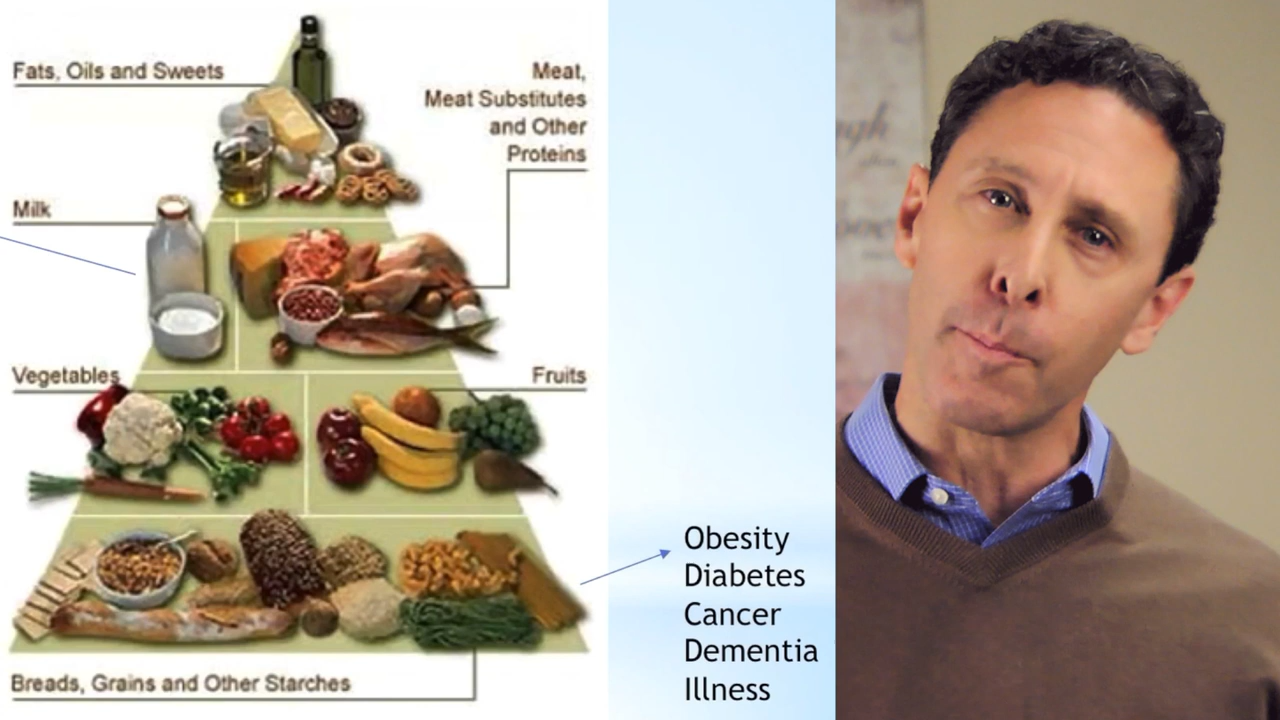 Fats, Oils and Sweets
Meat,
Meat Substitutes
and Other
Proteins
Milk
Vegetables
Fruits
Breads, Grains and Other Starches
Obesity
Diabetes
Cancer
Dementia
Illness